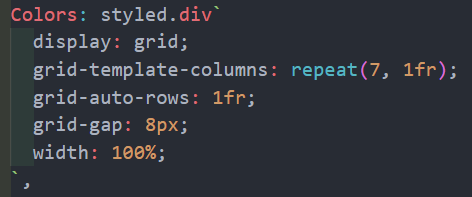 Colors: styled.div`
  display: grid;
  grid-template-columns: repeat(7, 1fr);
  grid-auto-rows: 1fr;
  grid-gap: 8px;
  width: 100%;
`,